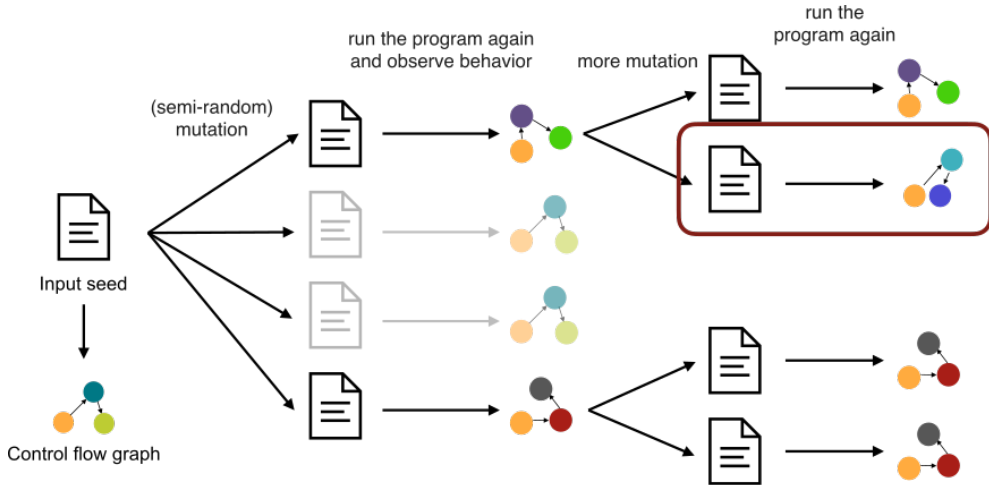 run the program again
and observe behavior
more mutation
run the
program again
(semi-random)
mutation
Input seed
Control flow graph